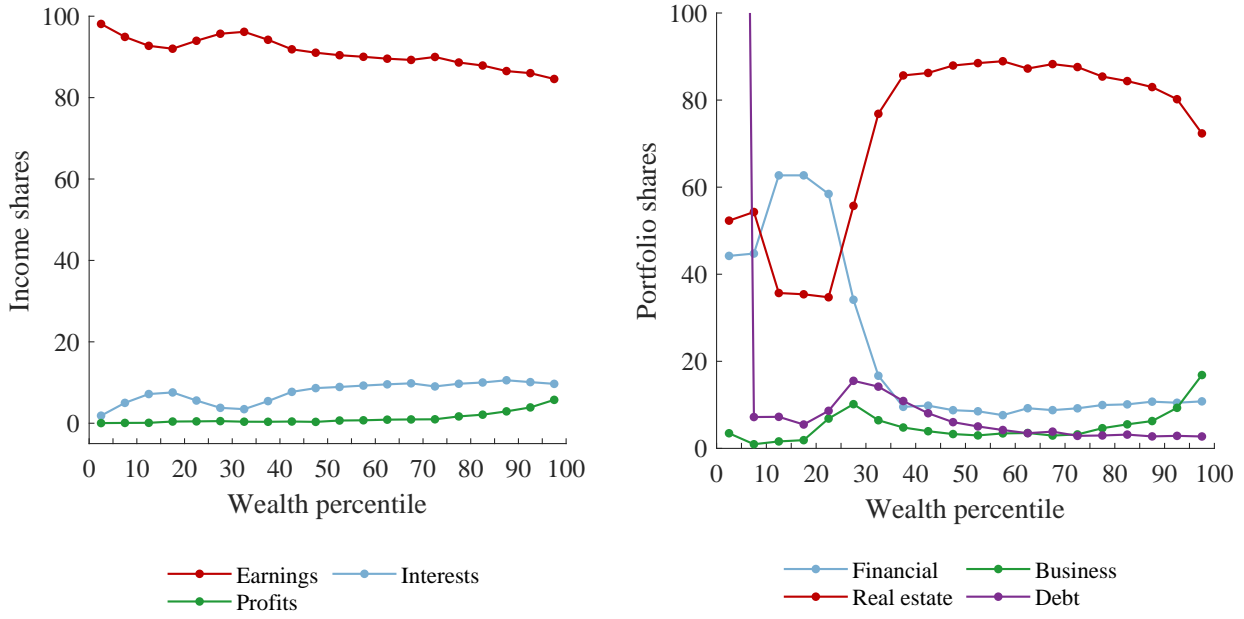 Income shares
100
80
60
40
20
0
0 10 20 30 40 50 60 70 80 90 100
Wealth percentile
Earnings Interests
Profits
Portfolio shares
100
80
60
40
20
0
0 10 20 30 40 50 60 70 80 90 100
Wealth percentile
Financial Business
Real estate Debt